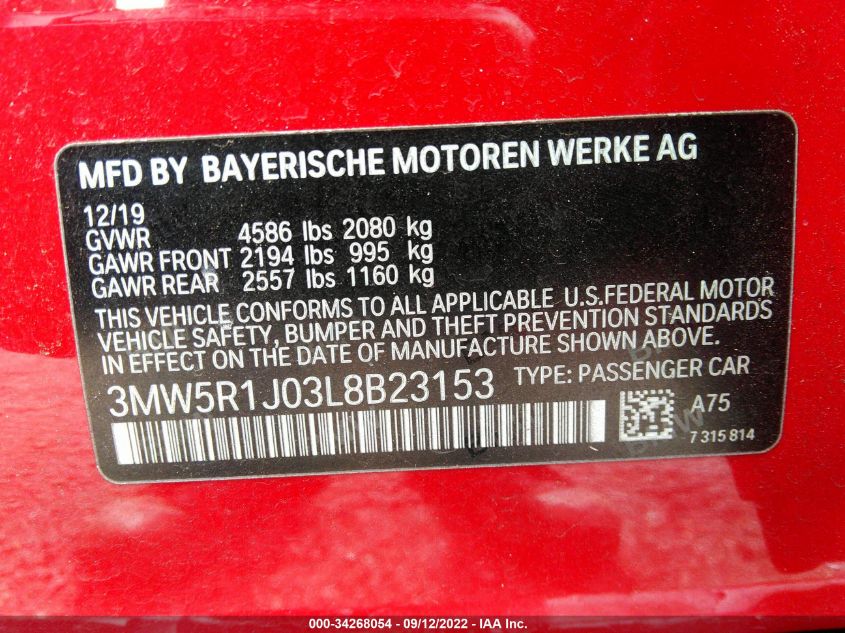 MFD BY BAYERISCHE MOTOREN WERKE AG
12/19
GVWR 4586 lbs 2080 kg
GAWR FRONT 2194 lbs 995 kg
GAWR REAR 2557 lbs 1160 kg
THIS VEHICLE CONFORMS TO ALL APPLICABLE U.S.FEDERAL MOTOR
VEHICLE SAFETY, BUMPER AND THEFT PREVENTION STANDARDS
IN EFFECT ON THE DATE OF MANUFACTURE SHOWN ABOVE.
3MW5R1J03L8B23153 TYPE: PASSENGER CAR
A75
7 315 814
000-34268054 - 09/12/2022 - IAA Inc.